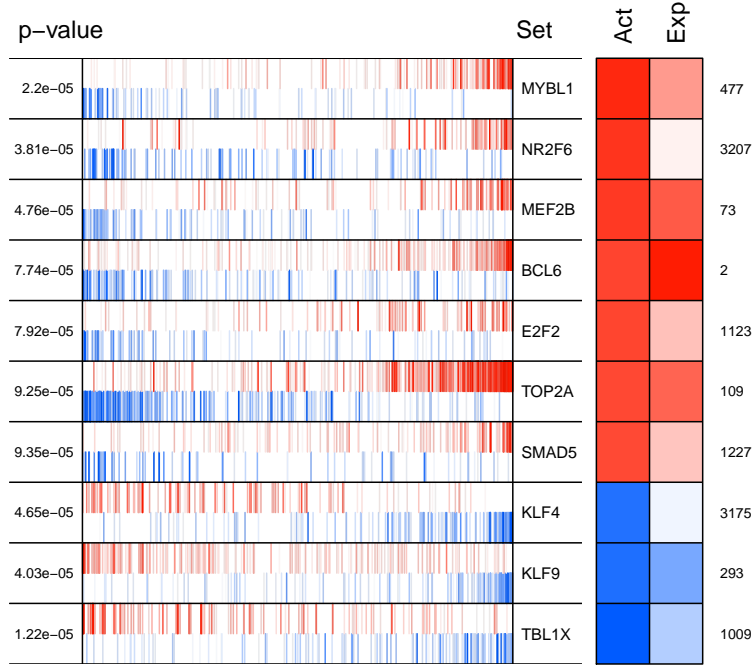 p−value Set Act Exp
2.2e−05 MYBL1 477
3.81e−05 NR2F6 3207
4.76e−05 MEF2B 73
7.74e−05 BCL6 2
7.92e−05 E2F2 1123
9.25e−05 TOP2A 109
9.35e−05 SMAD5 1227
4.65e−05 KLF4 3175
4.03e−05 KLF9 293
1.22e−05 TBL1X 1009